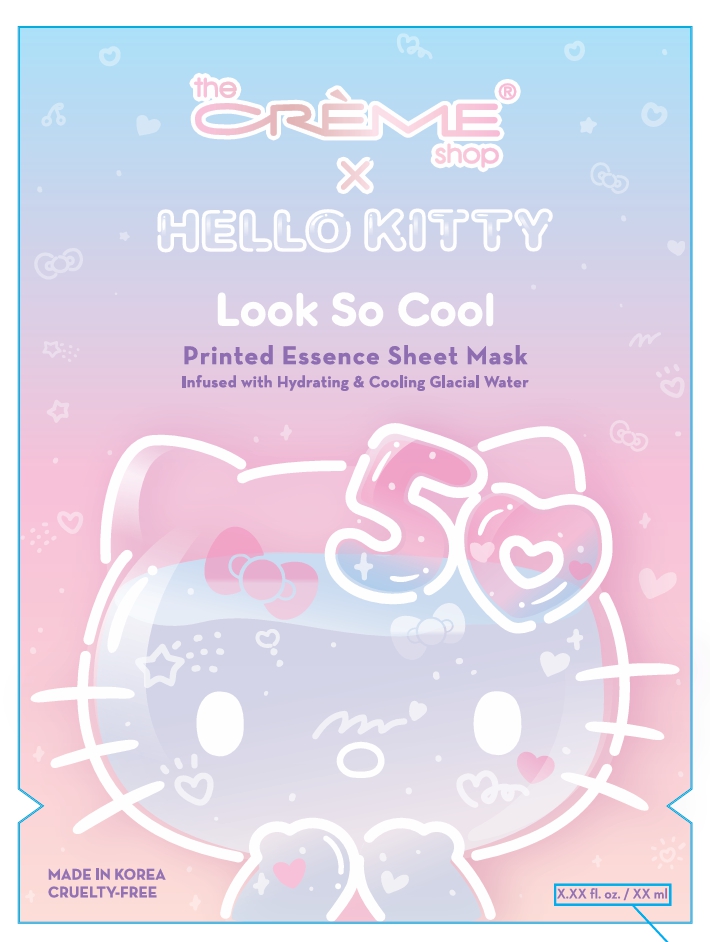 the
CRÈME®
shop
×
HELLO KITTY
Look So Cool
Printed Essence Sheet Mask
Infused with Hydrating & Cooling Glacial Water
50
MADE IN KOREA
CRUELTY-FREE
X.XX fl. oz. / XX ml